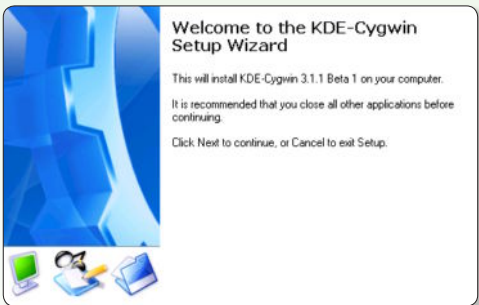 Welcome to the KDE-Cygwin
Setup Wizard
This will install KDE-Cygwin 3.1.1 Beta 1 on your computer.
It is recommended that you close all other applications before
continuing.
Click Next to continue, or Cancel to exit Setup.